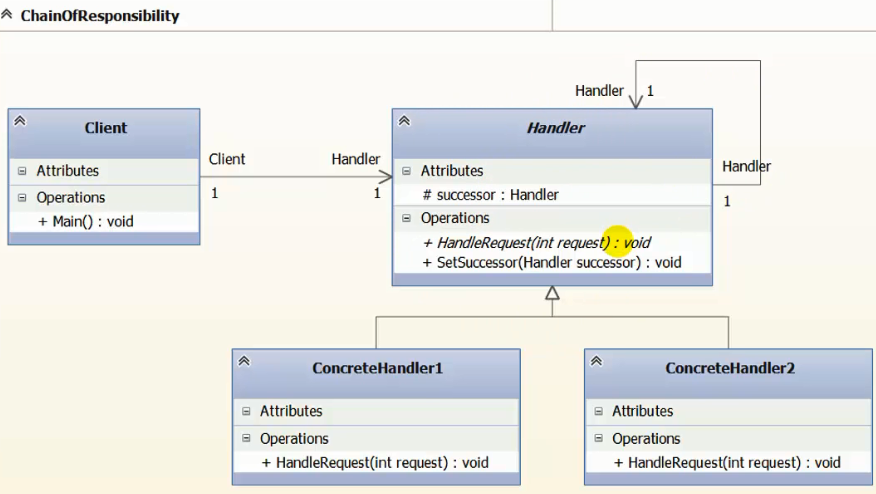 ChainOfResponsibility
Client
Attributes
Operations
+ Main() : void
Client
1
Handler
1
Handler
1
Handler
Attributes
# successor : Handler
Operations
+ HandleRequest(int request) : void
+ SetSuccessor(Handler successor) : void
Handler
1
ConcreteHandler1
Attributes
Operations
+ HandleRequest(int request) : void
ConcreteHandler2
Attributes
Operations
+ HandleRequest(int request) : void